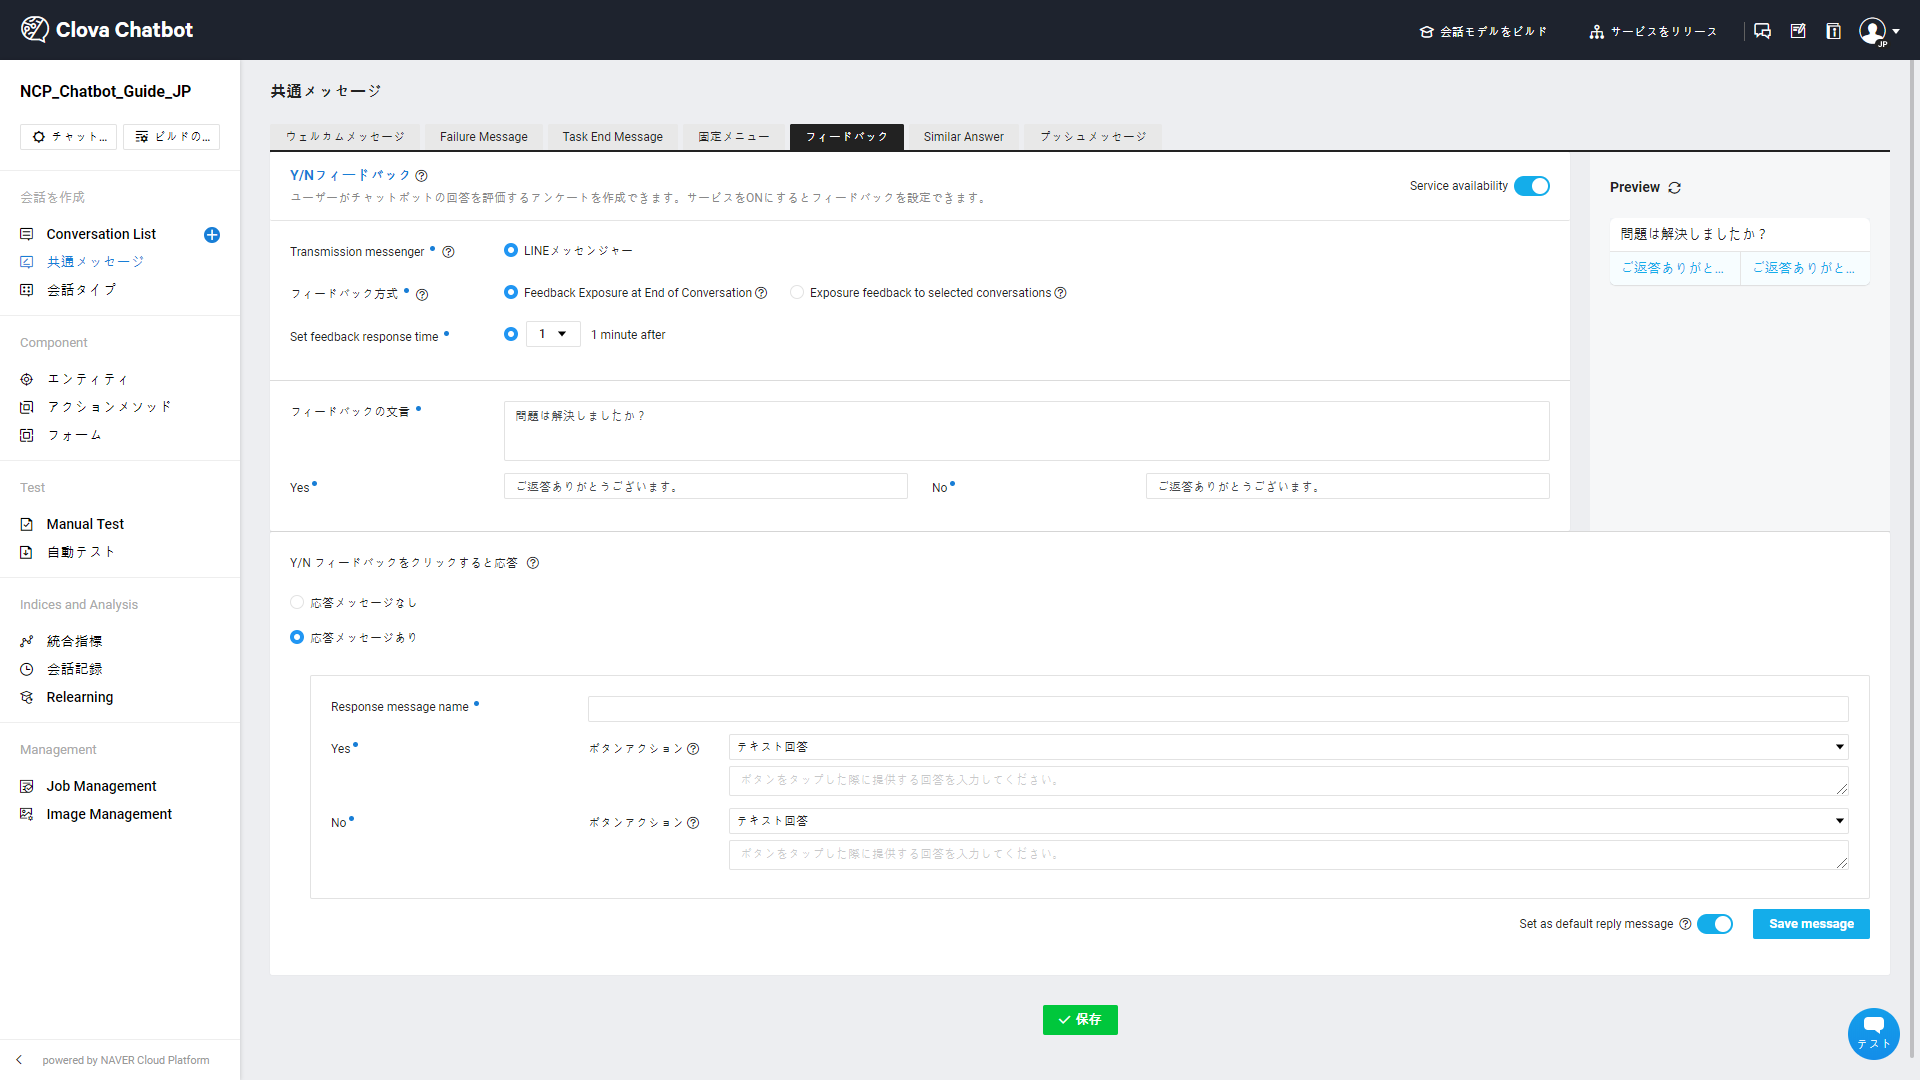 Clova Chatbot
会話モデルをビルド
サービスをリリース
JP
NCP_Chatbot_Guide_JP
チャット...
ビルドの...
会話を作成
Conversation List
共通メッセージ
会話タイプ
Component
エンティティ
アクションメソッド
フォーム
Test
Manual Test
自動テスト
Indices and Analysis
統合指標
会話記録
Relearning
Management
Job Management
Image Management
powered by NAVER Cloud Platform
共通メッセージ
ウェルカムメッセージ
Failure Message
Task End Message
固定メニュー
フィードバック
Similar Answer
プッシュメッセージ
Y/Nフィードバック
ユーザーがチャットボットの回答を評価するアンケートを作成できます。サービスをONにするとフィードバックを設定できます。
Service availability
Transmission messenger
LINEメッセンジャー
フィードバック方式
Feedback Exposure at End of Conversation
Exposure feedback to selected conversations
Set feedback response time
1
1 minute after
フィードバックの文言
問題は解決しましたか？
Yes
ご返答ありがとうございます。
No
ご返答ありがとうございます。
Preview
問題は解決しましたか？
ご返答ありがと...
ご返答ありがと...
Y/N フィードバックをクリックすると応答
応答メッセージなし
応答メッセージあり
Response message name
Yes
ボタンアクション
テキスト回答
ボタンをタップした際に提供する回答を入力してください。
No
ボタンアクション
テキスト回答
ボタンをタップした際に提供する回答を入力してください。
Set as default reply message
Save message
保存
テスト